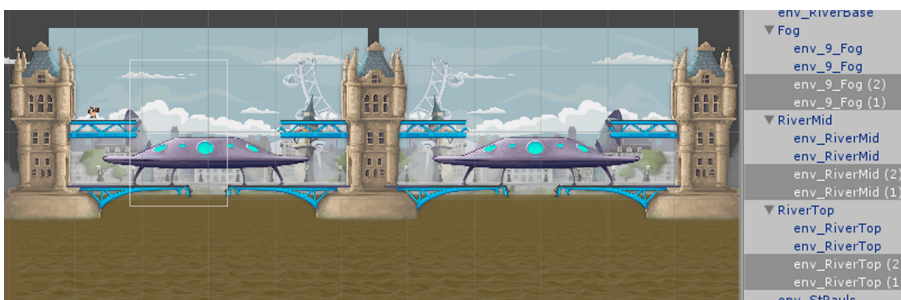 env_RiverBase
Fog
env_9_Fog
env_9_Fog
env_9_Fog (2)
env_9_Fog (1)
RiverMid
env_RiverMid
env_RiverMid
env_RiverMid (2)
env_RiverMid (1)
RiverTop
env_RiverTop
env_RiverTop
env_RiverTop (2
env_RiverTop (1
env_StPauls